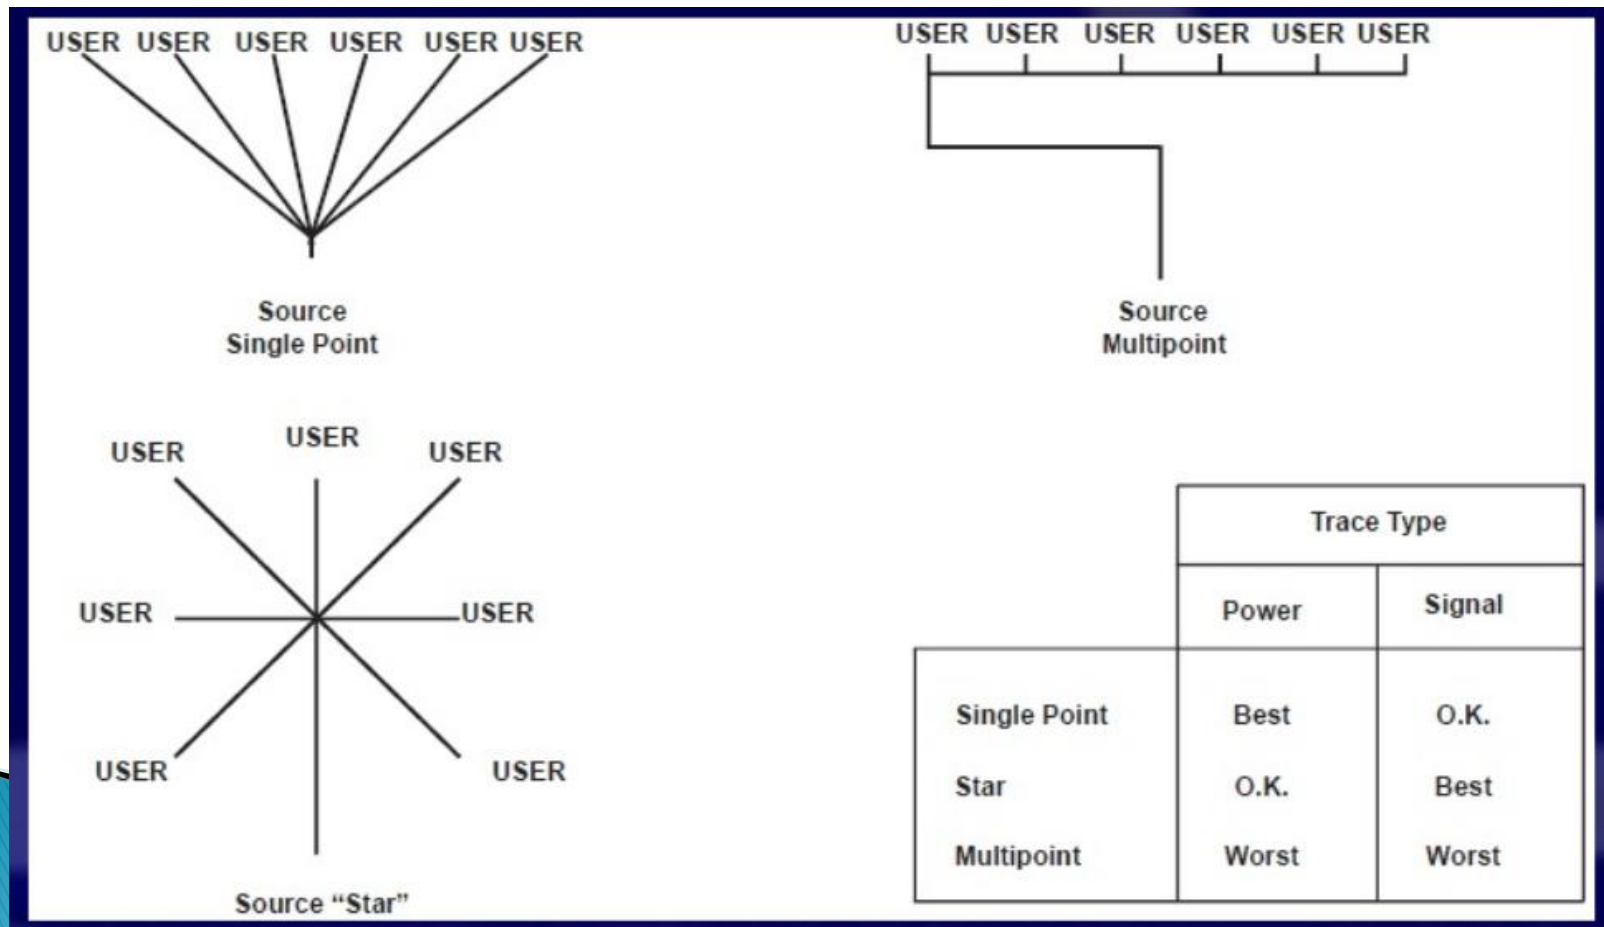 USER USER USER USER USER USER
Source
Single Point
USER USER USER USER USER USER
Source
Multipoint
USER USER USER
USER USER
USER USER
Source “Star”
Trace Type
Power Signal
Single Point Best O.K.
Star O.K. Best
Multipoint Worst Worst